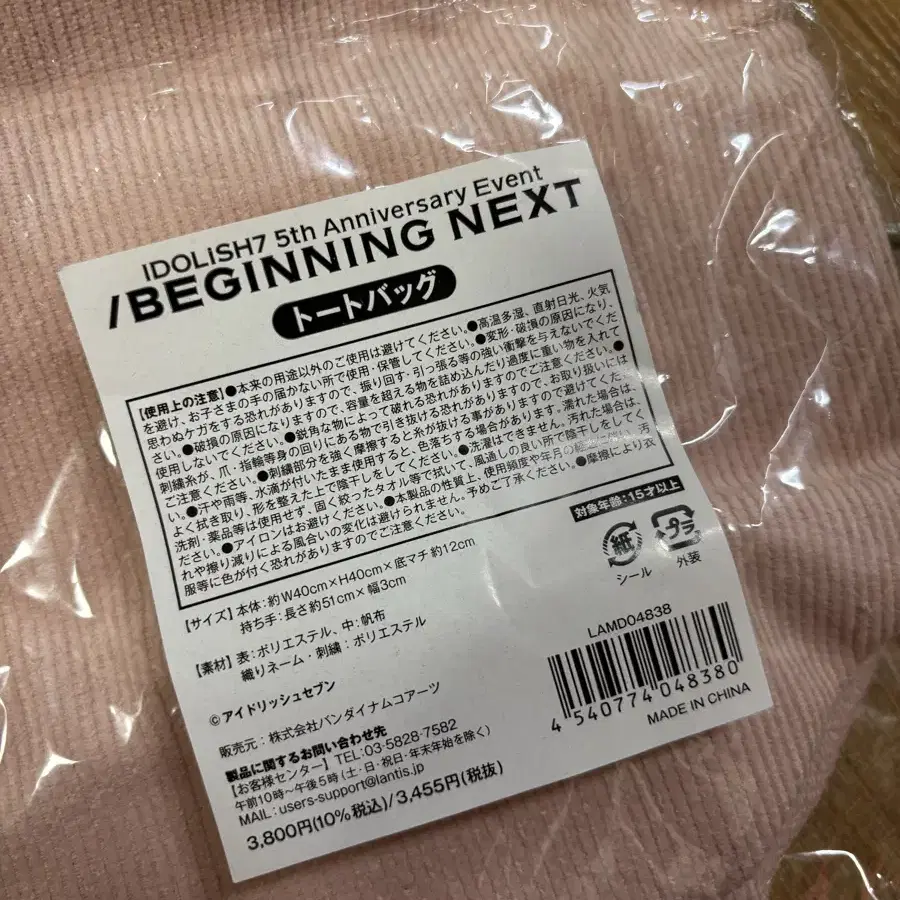 IDOLISH7 5th Anniversary Event
/BEGINNING NEXT
トートバッグ
【使用上の注意】●本来の用途以外のご使用は避けてください。●高温多湿、直射日光、火気
を避け、お子さまの手の届かない所で使用・保管してください。●変形・破損の原因になり、
思わぬケガをする恐れがありますので、振り回す・引っ張る等の強い衝撃を与えないでくだ
さい。●破損の原因になりますので、容量を超える物を詰め込んだり過度に重い物を入れて
使用しないでください。●鋭角な物によって破れる恐れがありますのでご注意ください。●
刺繍糸が、爪・指輪等身の回りにある物で引き抜ける恐れがありますので、お取り扱いには
ご注意ください。●刺繍部分を強く摩擦すると糸が抜ける事がありますので避けてくださ
い。●汗や雨等、水滴が付いたまま使用すると、色落ちする場合があります。濡れた場合は、
よく拭き取り、形を整えた上で陰干しをしてください。●洗濯はできません。汚れた場合は、
洗剤・薬品等は使用せず、固く絞ったタオル等で拭いて、風通しの良い所で陰干しをしてく
ださい。●アイロンはお避けください。●本製品の性質上、使用頻度や年月の経過に伴い、汚
れや擦り減りによる風合いの変化は避けられません。予めご了承ください。●摩擦により衣
服等に色が付く恐れがありますのでご注意ください。
対象年齢:15才以上
紙
シール
プラ
外装
【サイズ】本体:約W40cm×H40cm×底マチ約12cm
持ち手:長さ約51cm×幅3cm
【素材】表:ポリエステル、中:帆布
織りネーム・刺繍:ポリエステル
©アイドリッシュセブン
販売元:株式会社バンダイナムコアーツ
製品に関するお問い合わせ先
【お客様センター】TEL:03-5828-7582
午前10時〜午後5時(土・日・祝日・年末年始を除く)
MAIL:users-support@lantis.jp
3,800円(10%税込)/3,455円(税抜)
LAMD04838
4 540774 048380
MADE IN CHINA